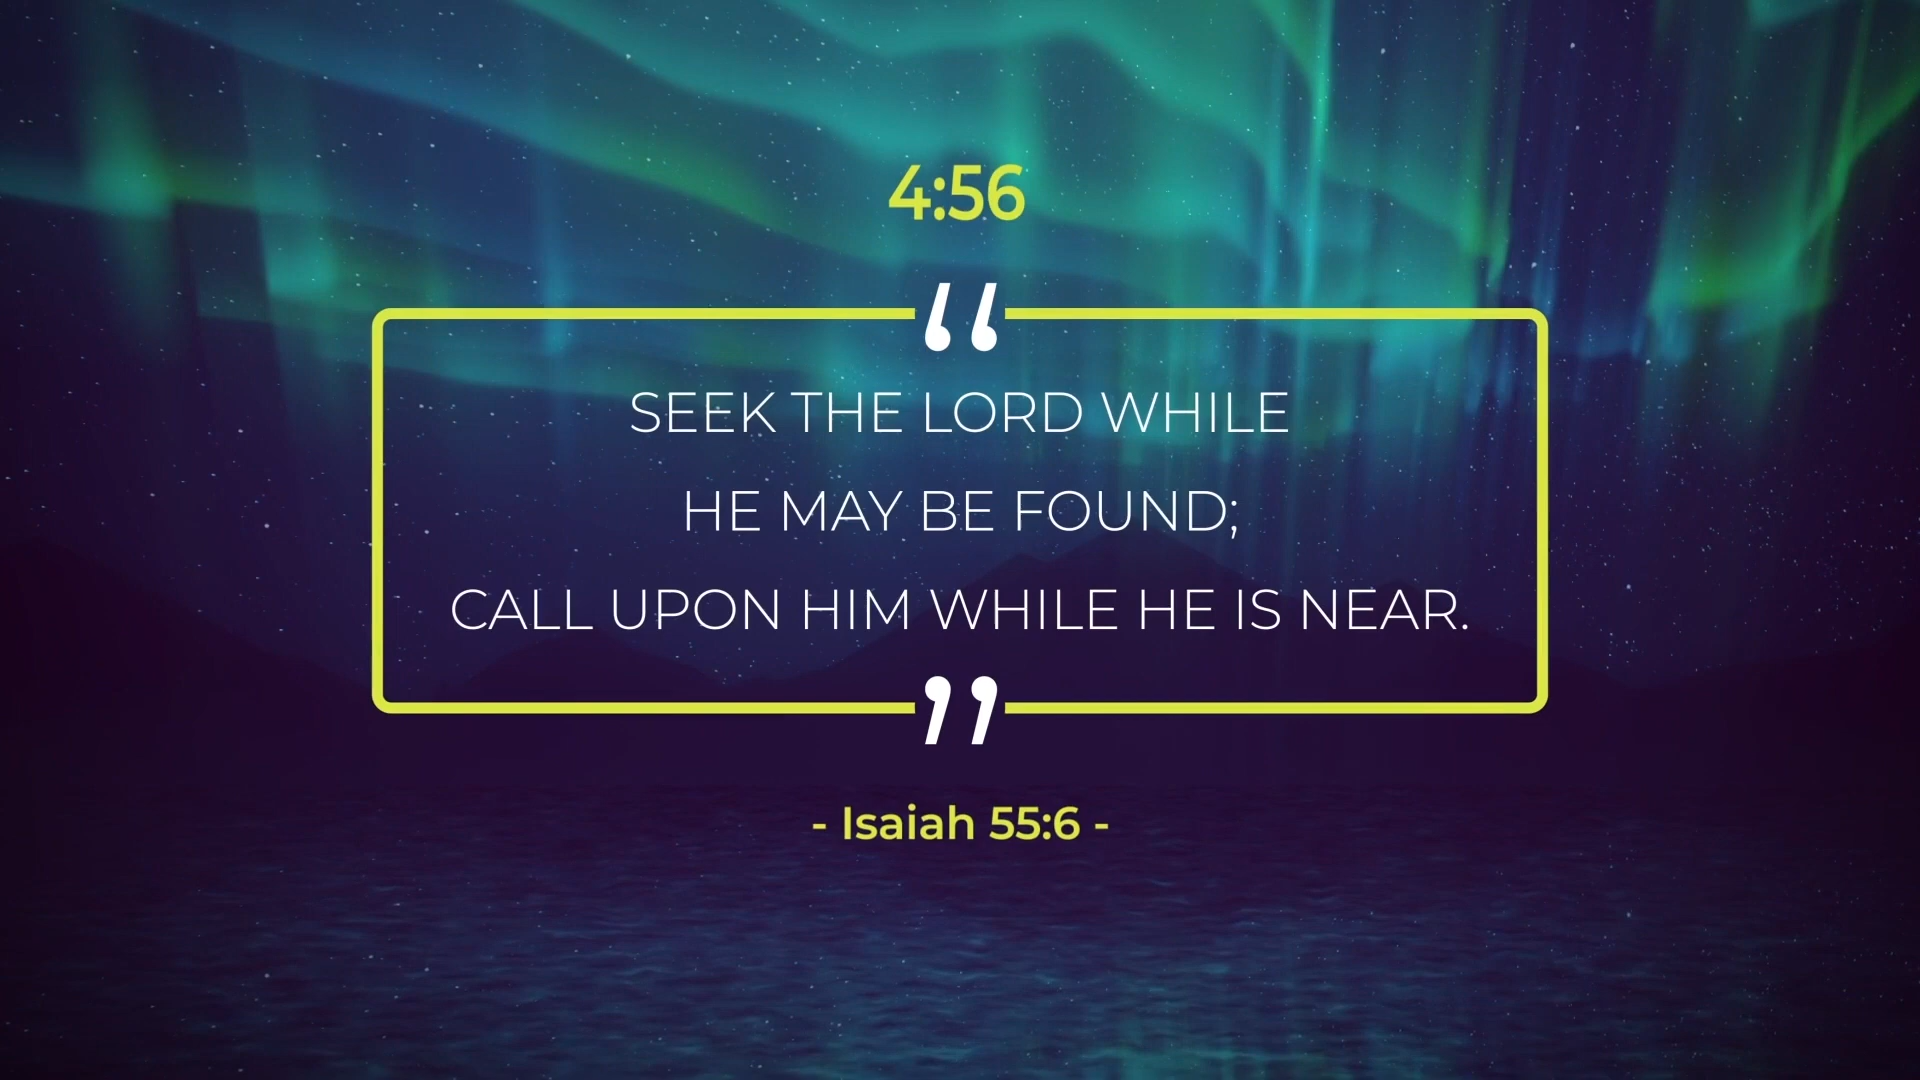 4:56
“
SEEK THE LORD WHILE
HE MAY BE FOUND;
CALL UPON HIM WHILE HE IS NEAR.
”
- Isaiah 55:6 -